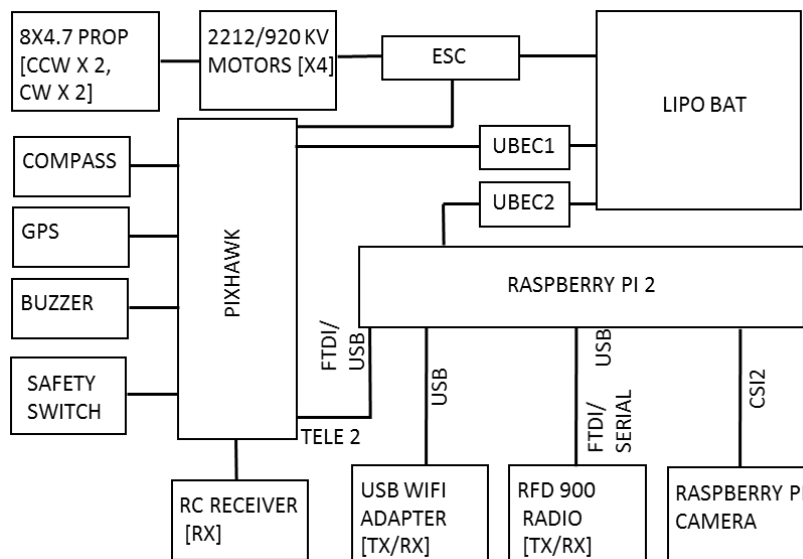 8X4.7 PROP
[CCW X 2,
CW X 2]
2212/920 KV
MOTORS [X4]
ESC
LIPO BAT
UBEC1
UBEC2
COMPASS
GPS
BUZZER
SAFETY
SWITCH
PIXHAWK
RASPBERRY PI 2
FTDI/
USB
TELE 2
USB
USB
FTDI/
SERIAL
CSI2
RC RECEIVER
[RX]
USB WIFI
ADAPTER
[TX/RX]
RFD 900
RADIO
[TX/RX]
RASPBERRY PI
CAMERA